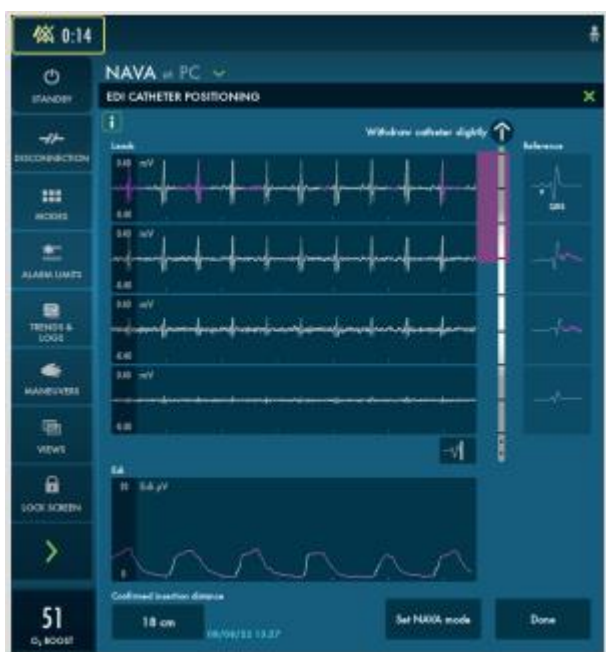 0:14
NAVA ⇌ PC
STANDBY
EDI CATHETER POSITIONING
Withdraw catheter slightly
Leads
Reference
DISCONNECTION
mV
QRS
MODES
mV
ALARM LIMITS
mV
TRENDS &
LOGS
mV
MANEUVERS
VIEWS
Edi
Edi µV
LOCK SCREEN
0
Confirmed insertion distance
51
18 cm
Set NAVA mode
Done
O₂ BOOST